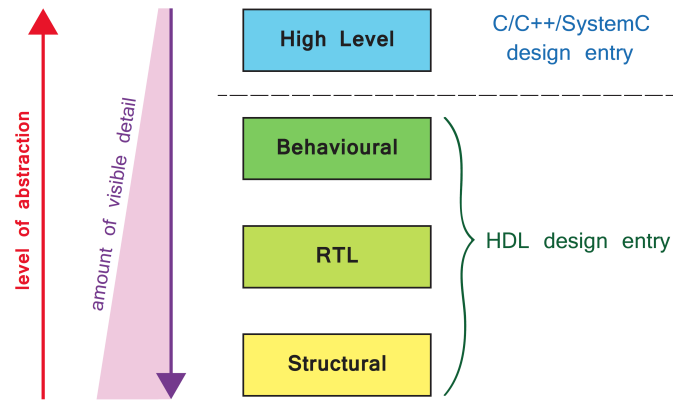 level of abstraction
amount of visible detail
High Level
C/C++/SystemC
design entry
Behavioural
RTL
HDL design entry
Structural